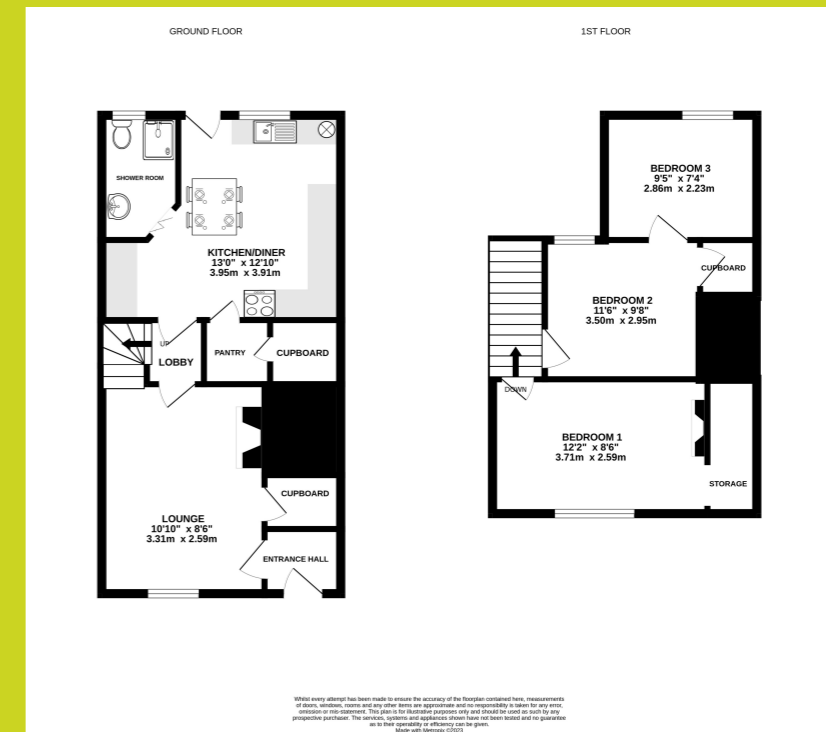 GROUND FLOOR
1ST FLOOR
SHOWER ROOM
KITCHEN/DINER
13'0" x 12'10"
3.95m x 3.91m
UP
LOBBY
PANTRY
CUPBOARD
LOUNGE
10'10" x 8'6"
3.31m x 2.59m
CUPBOARD
ENTRANCE HALL
BEDROOM 3
9'5" x 7'4"
2.86m x 2.23m
CUPBOARD
BEDROOM 2
11'6" x 9'8"
3.50m x 2.95m
DOWN
BEDROOM 1
12'2" x 8'6"
3.71m x 2.59m
STORAGE
Whilst every attempt has been made to ensure the accuracy of the floorplan contained here, measurements
of doors, windows, rooms and any other items are approximate and no responsibility is taken for any error,
omission or mis-statement. This plan is for illustrative purposes only and should be used as such by any
prospective purchaser. The services, systems and appliances shown have not been tested and no guarantee
as to their operability or efficiency can be given.
Made with Metropix ©2023